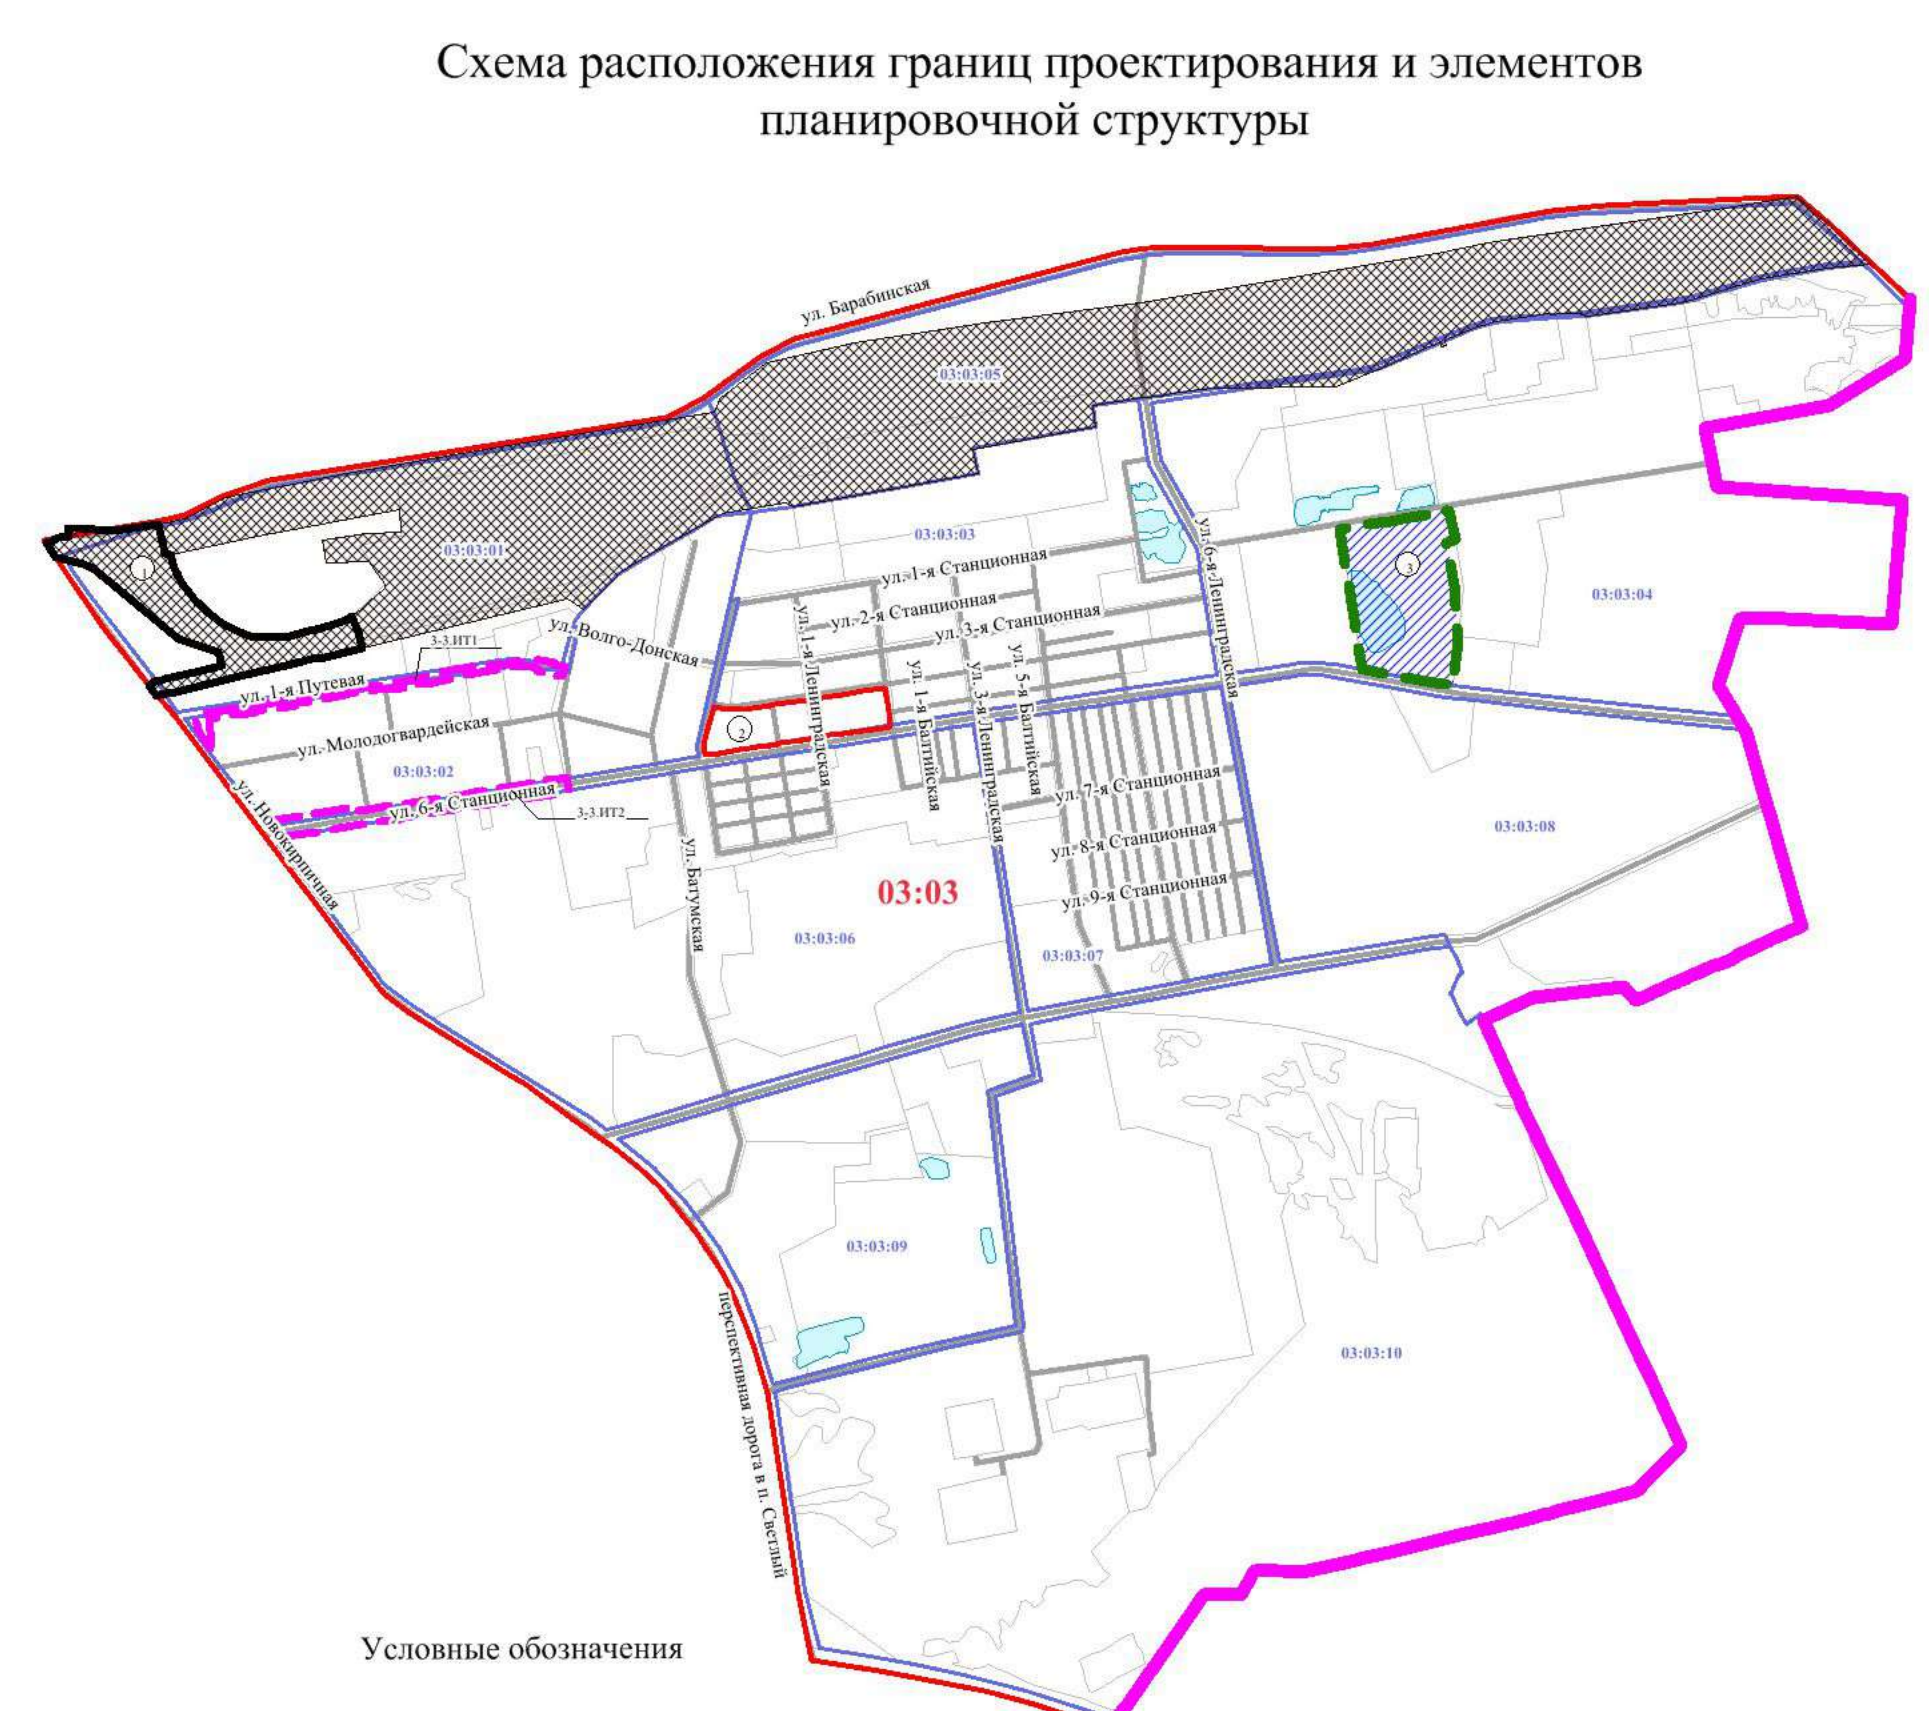 Схема расположения границ проектирования и элементов
планировочной структуры
ул. Барабинская
03:03:05
03:03:01
1
03:03:03
ул. 1-я Станционная
ул. 2-я Станционная
ул. 3-я Станционная
ул. 6-я Ленинградская
3
03:03:04
ул. Волго-Донская
3-3.ИТ1
ул. 1-я Путевая
ул. 1-я Ленинградская
ул. 1-я Балтийская
ул. 3-я Ленинградская
ул. 5-я Балтийская
2
ул. Молодогвардейская
03:03:02
ул. 6-я Станционная
3-3.ИТ2
ул. Новокирпичная
ул. 7-я Станционная
ул. 8-я Станционная
ул. 9-я Станционная
03:03:08
ул. Батумская
03:03
03:03:06
03:03:07
03:03:09
перспективная дорога в п. Светлый
03:03:10
Условные обозначения